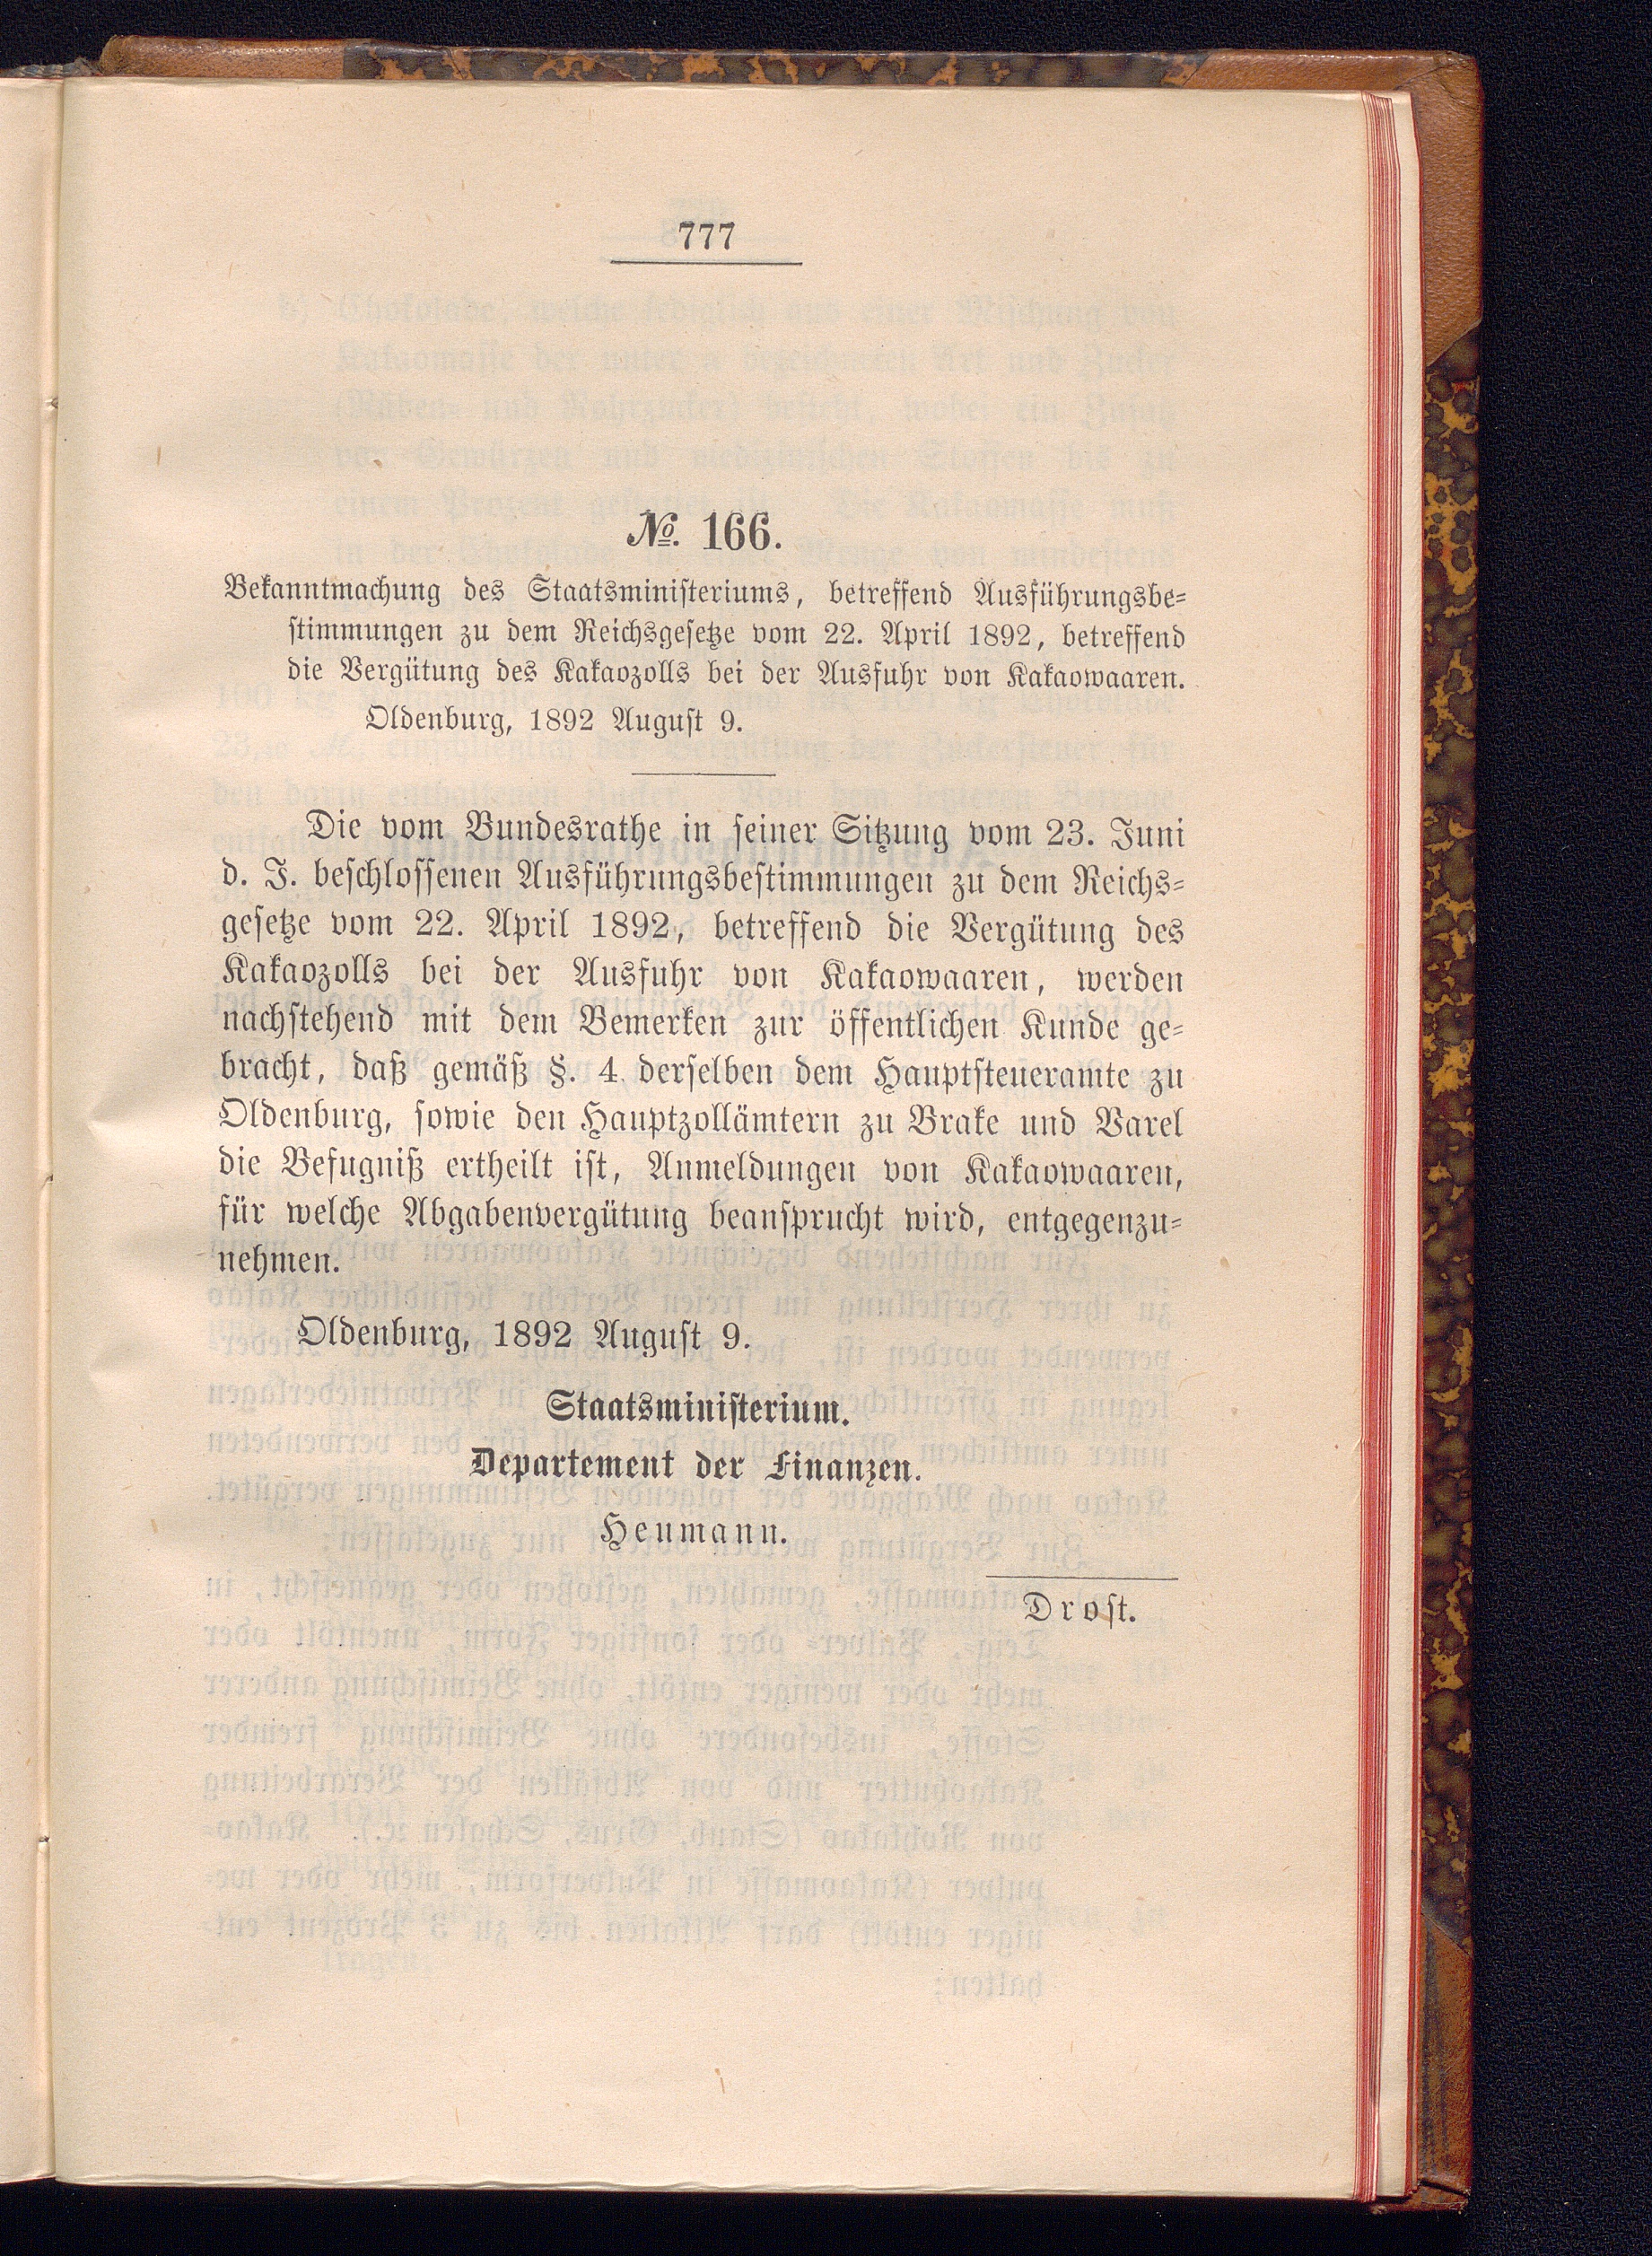 777
№. 166.
Bekanntmachung des Staatsministeriums, betreffend Ausführungsbe-
stimmungen zu dem Reichsgesetze vom 22. April 1892, betreffend
die Vergütung des Kakaozolls bei der Ausfuhr von Kakaowaaren.
Oldenburg, 1892 August 9.
Die vom Bundesrathe in seiner Sitzung vom 23. Juni
d. J. beschlossenen Ausführungsbestimmungen zu dem Reichs-
gesetze vom 22. April 1892, betreffend die Vergütung des
Kakaozolls bei der Ausfuhr von Kakaowaaren, werden
nachstehend mit dem Bemerken zur öffentlichen Kunde ge-
bracht, daß gemäß §. 4 derselben dem Hauptsteueramte zu
Oldenburg, sowie den Hauptzollämtern zu Brake und Varel
die Befugniß ertheilt ist, Anmeldungen von Kakaowaaren,
für welche Abgabenvergütung beansprucht wird, entgegenzu-
nehmen.
Oldenburg, 1892 August 9.
Staatsministerium.
Departement der Finanzen.
Heumann.
Drost.